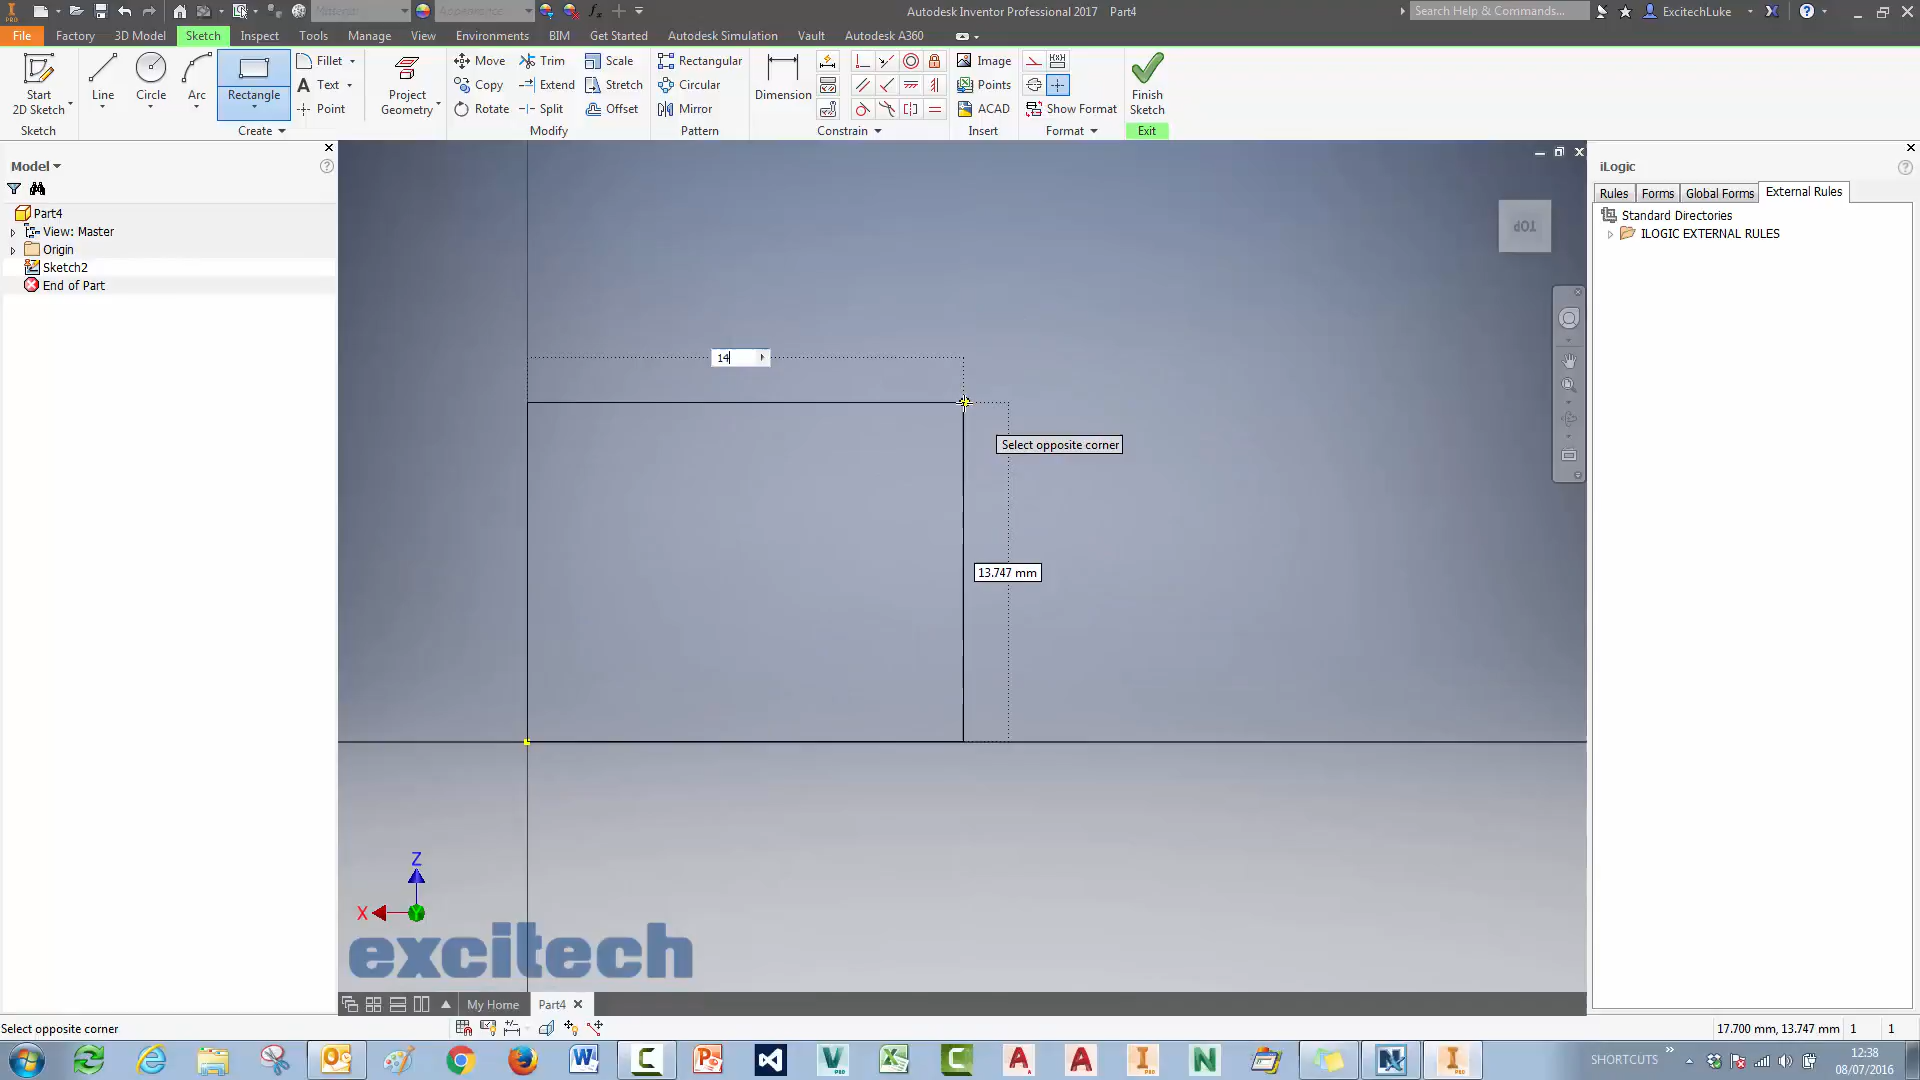 Material
Appearance
Autodesk Inventor Professional 2017 Part4
Search Help & Commands...
ExcitechLuke
File Factory 3D Model Sketch Inspect Tools Manage View Environments BIM Get Started Autodesk Simulation Vault Autodesk A360
Start
2D Sketch
Line
Circle
Arc
Rectangle
Fillet
Text
Point
Project
Geometry
Move
Copy
Rotate
Trim
Extend
Split
Scale
Stretch
Offset
Rectangular
Circular
Mirror
Dimension
Image
Points
ACAD
Show Format
Finish
Sketch
Sketch
Create
Modify
Pattern
Constrain
Insert
Format
Exit
Model
Part4
View: Master
Origin
Sketch2
End of Part
TOP
14
Select opposite corner
13.747 mm
Z
X
Y
excitech
iLogic
Rules Forms Global Forms External Rules
Standard Directories
ILOGIC EXTERNAL RULES
My Home Part4
Select opposite corner
17.700 mm, 13.747 mm 1 1
SHORTCUTS
12:38
08/07/2016